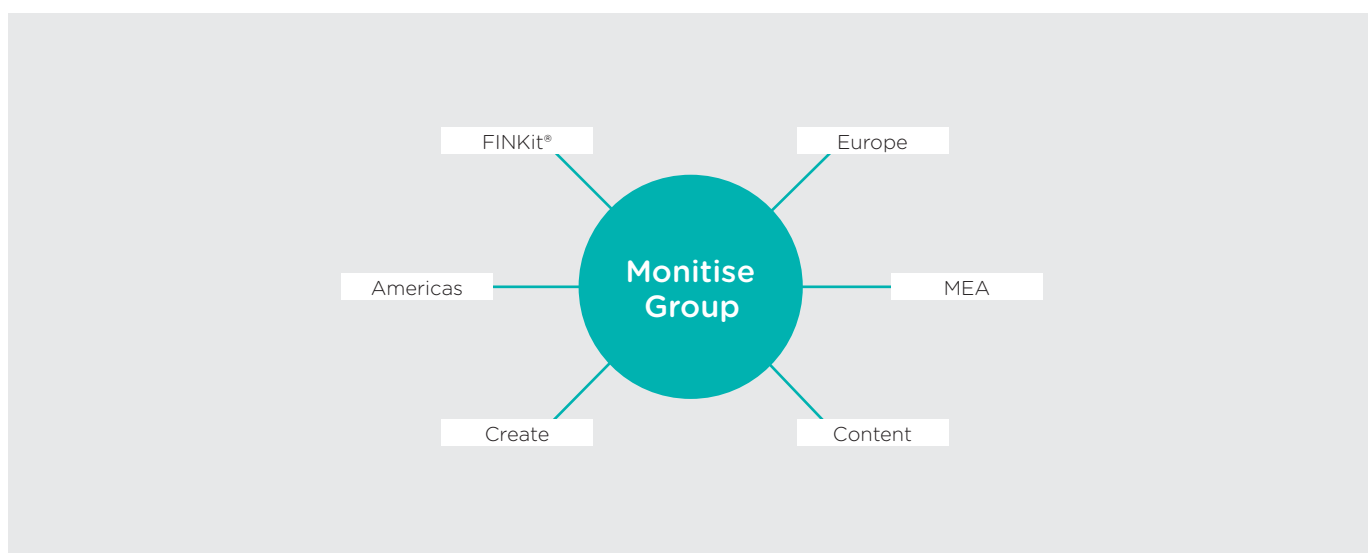 FINKit®
Europe
Americas
Monitise
Group
MEA
Create
Content